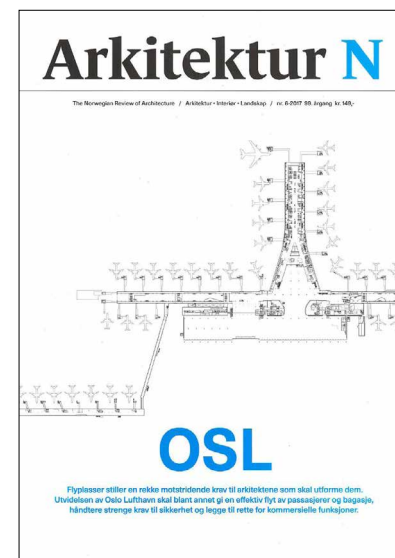 Arkitektur N
The Norwegian Review of Architecture / Arkitektur • Interiør • Landskap / nr. 6-2017 99. årgang kr. 149,-
OSL
Flyplasser stiller en rekke motstridende krav til arkitektene som skal utforme dem.
Utvidelsen av Oslo Lufthavn skal blant annet gi en effektiv flyt av passasjerer og bagasje,
håndtere strenge krav til sikkerhet og legge til rette for kommersielle funksjoner.